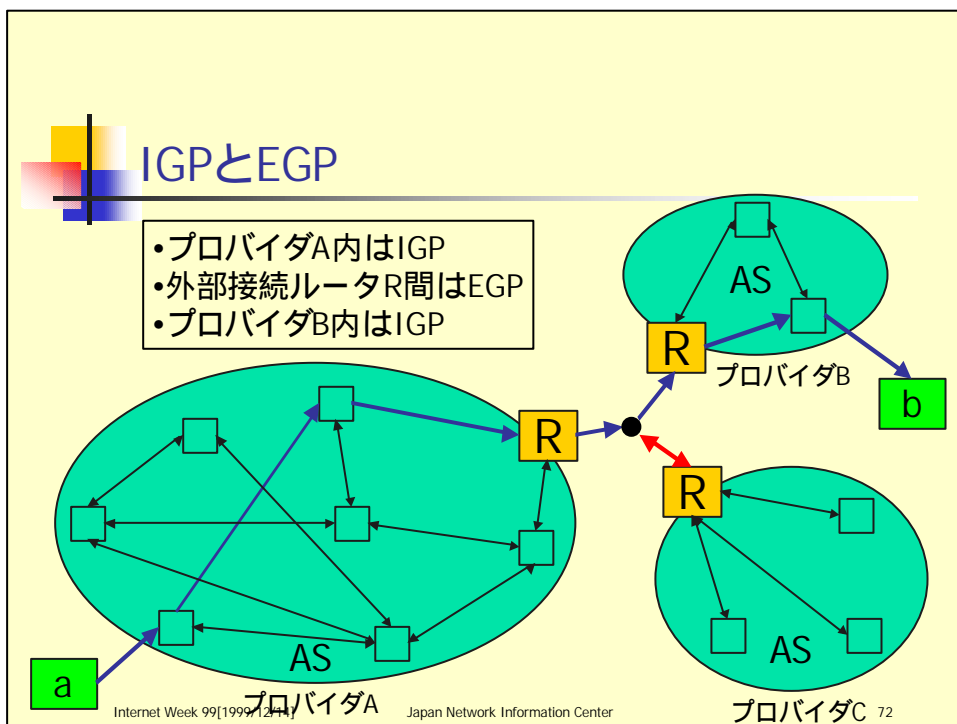 IGPとEGP
•プロバイダA内はIGP
•外部接続ルータR間はEGP
•プロバイダB内はIGP
AS
R
プロバイダB
b
R
R
AS
a
プロバイダA
AS
プロバイダC
Internet Week 99[1999/12/14]
Japan Network Information Center
72